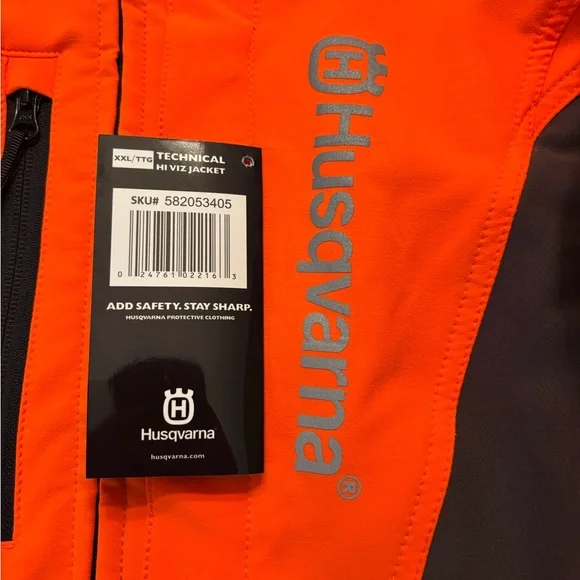 XXL/TTG TECHNICAL
HI VIZ JACKET
SKU# 582053405
0 24761 02216 3
ADD SAFETY. STAY SHARP.
HUSQVARNA PROTECTIVE CLOTHING
H
Husqvarna
husqvarna.com
H Husqvarna®